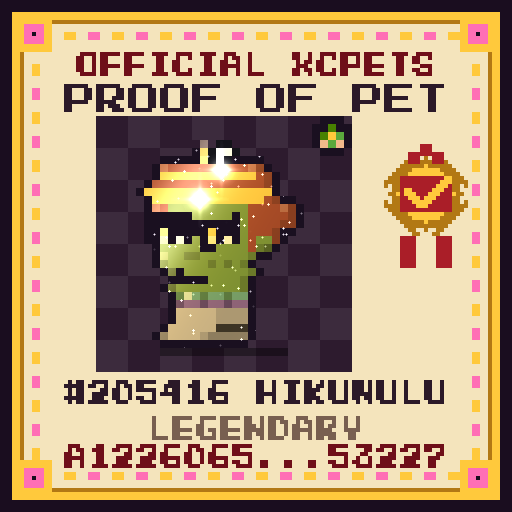 OFFICIAL XCPETS
PROOF OF PET
#205416 HIKUNULU
LEGENDARY
A1226065...53227